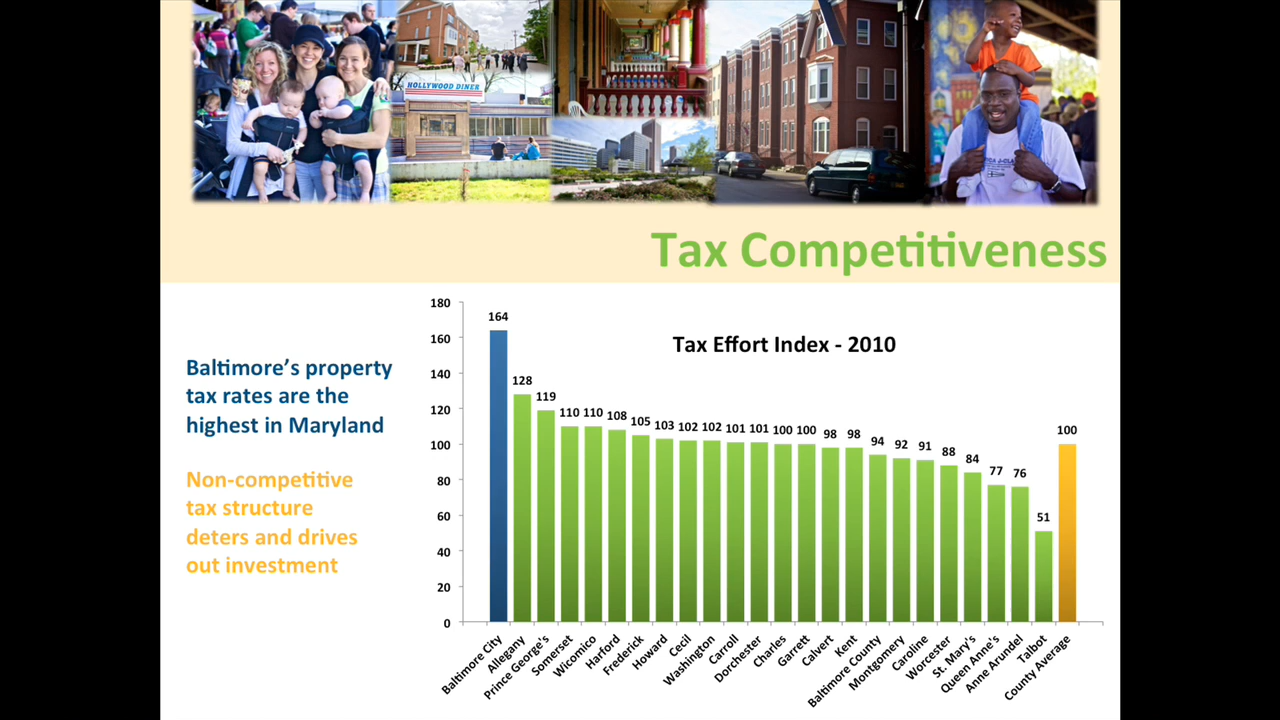 HOLLYWOOD DINER
Tax Competitiveness
Baltimore's property
tax rates are the
highest in Maryland
Non-competitive
tax structure
deters and drives
out investment
Tax Effort Index - 2010
180
160
140
120
100
80
60
40
20
0
164
128
119
110
110
108
105
103
102
102
101
101
100
100
98
98
94
92
91
88
84
77
76
51
100
Baltimore City
Allegany
Prince George's
Somerset
Wicomico
Harford
Frederick
Howard
Cecil
Washington
Carroll
Dorchester
Charles
Garrett
Calvert
Kent
Baltimore County
Montgomery
Caroline
Worcester
St. Mary's
Queen Anne's
Anne Arundel
Talbot
County Average